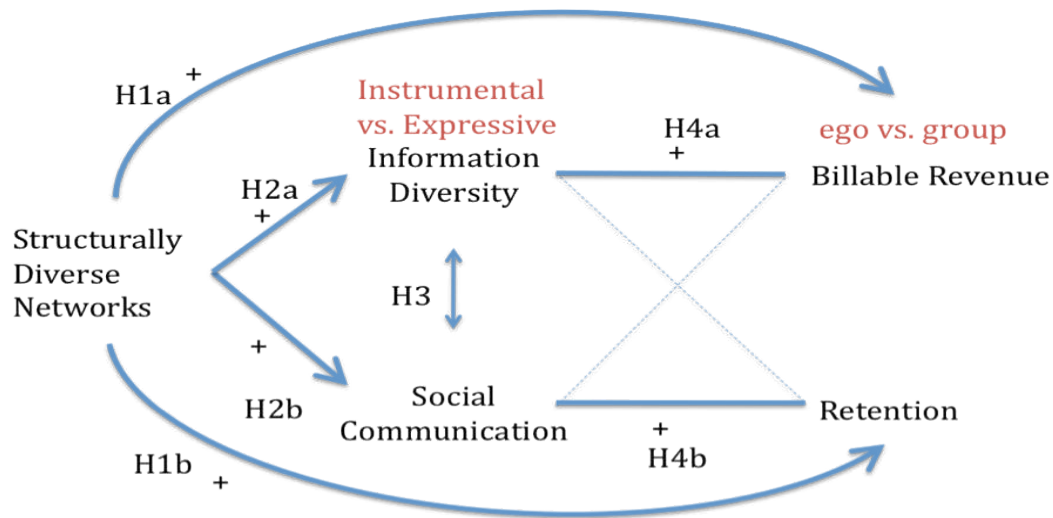 +
H1a
Instrumental
vs. Expressive
Information
Diversity
H4a
+
ego vs. group
Billable Revenue
H2a
+
Structurally
Diverse
Networks
H3
+
H2b
Social
Communication
+
H4b
Retention
H1b
+